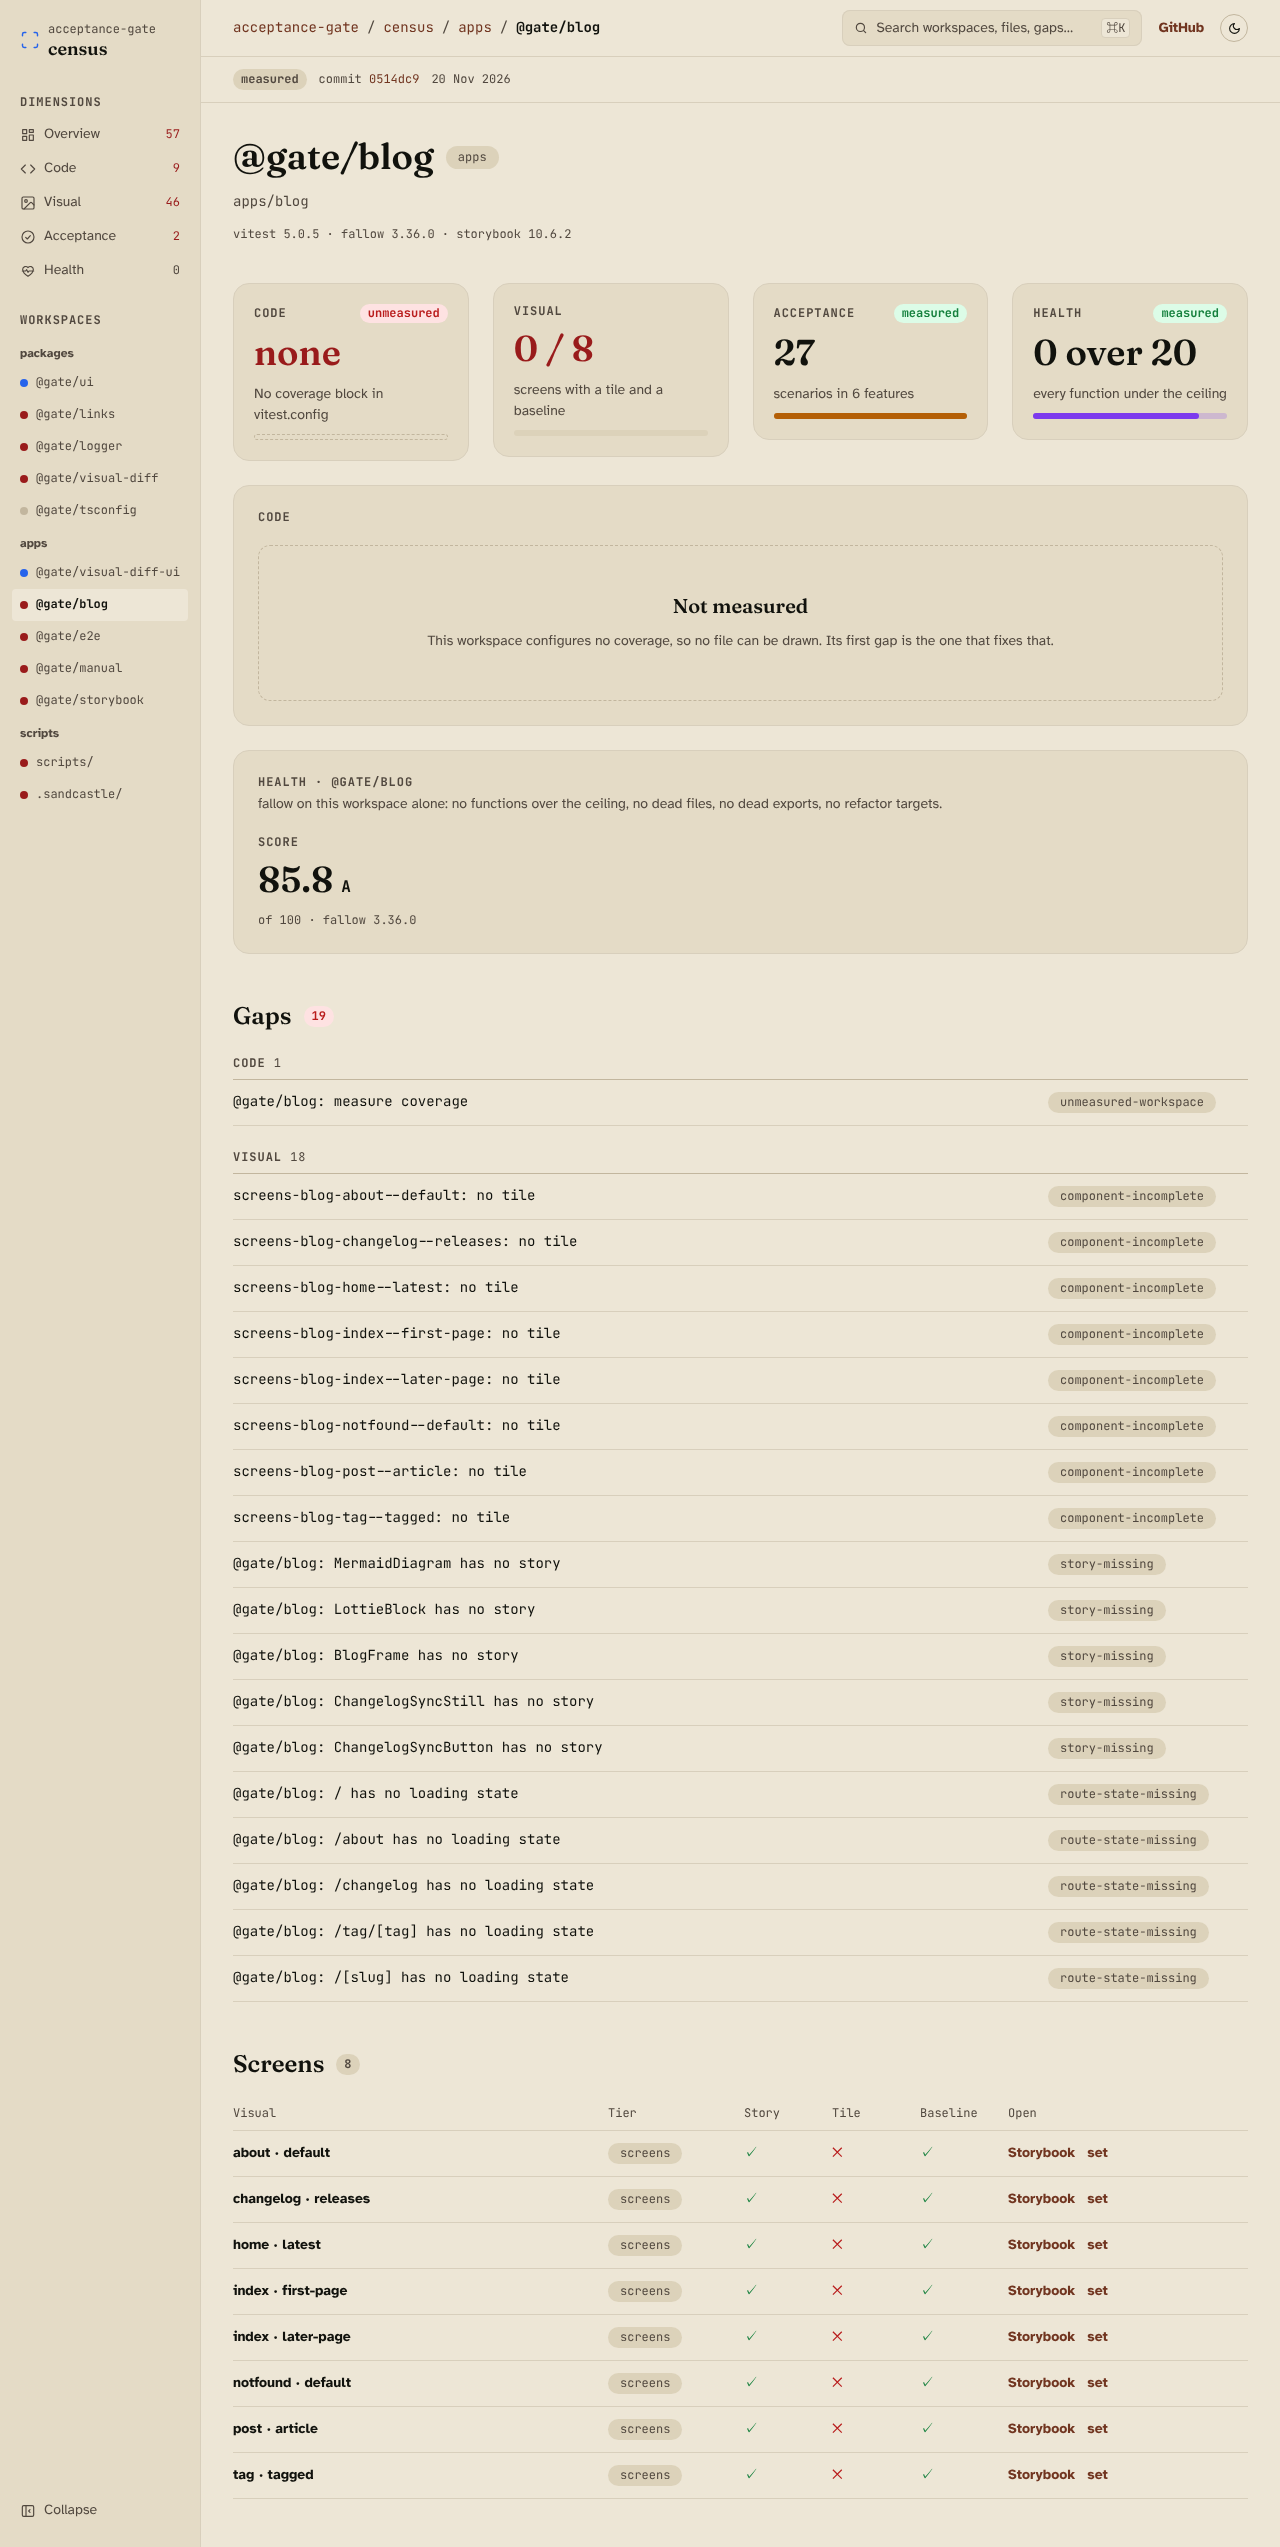 acceptance-gate
census
DIMENSIONS
Overview 57
Code 9
Visual 46
Acceptance 2
Health 0
WORKSPACES
packages
@gate/ui
@gate/links
@gate/logger
@gate/visual-diff
@gate/tsconfig
apps
@gate/visual-diff-ui
@gate/blog
@gate/e2e
@gate/manual
@gate/storybook
scripts
scripts/
.sandcastle/
Collapse
acceptance-gate / census / apps / @gate/blog
Search workspaces, files, gaps... ⌘K
GitHub
measured commit 0514dc9 20 Nov 2026
@gate/blog apps
apps/blog
vitest 5.0.5 · fallow 3.36.0 · storybook 10.6.2
CODE unmeasured
none
No coverage block in
vitest.config
VISUAL
0 / 8
screens with a tile and a
baseline
ACCEPTANCE measured
27
scenarios in 6 features
HEALTH measured
0 over 20
every function under the ceiling
CODE
Not measured
This workspace configures no coverage, so no file can be drawn. Its first gap is the one that fixes that.
HEALTH · @GATE/BLOG
fallow on this workspace alone: no functions over the ceiling, no dead files, no dead exports, no refactor targets.
SCORE
85.8 A
of 100 · fallow 3.36.0
Gaps 19
CODE 1
@gate/blog: measure coverage unmeasured-workspace
VISUAL 18
screens-blog-about--default: no tile component-incomplete
screens-blog-changelog--releases: no tile component-incomplete
screens-blog-home--latest: no tile component-incomplete
screens-blog-index--first-page: no tile component-incomplete
screens-blog-index--later-page: no tile component-incomplete
screens-blog-notfound--default: no tile component-incomplete
screens-blog-post--article: no tile component-incomplete
screens-blog-tag--tagged: no tile component-incomplete
@gate/blog: MermaidDiagram has no story story-missing
@gate/blog: LottieBlock has no story story-missing
@gate/blog: BlogFrame has no story story-missing
@gate/blog: ChangelogSyncStill has no story story-missing
@gate/blog: ChangelogSyncButton has no story story-missing
@gate/blog: / has no loading state route-state-missing
@gate/blog: /about has no loading state route-state-missing
@gate/blog: /changelog has no loading state route-state-missing
@gate/blog: /tag/[tag] has no loading state route-state-missing
@gate/blog: /[slug] has no loading state route-state-missing
Screens 8
Visual Tier Story Tile Baseline Open
about · default screens ✓ × ✓ Storybook set
changelog · releases screens ✓ × ✓ Storybook set
home · latest screens ✓ × ✓ Storybook set
index · first-page screens ✓ × ✓ Storybook set
index · later-page screens ✓ × ✓ Storybook set
notfound · default screens ✓ × ✓ Storybook set
post · article screens ✓ × ✓ Storybook set
tag · tagged screens ✓ × ✓ Storybook set